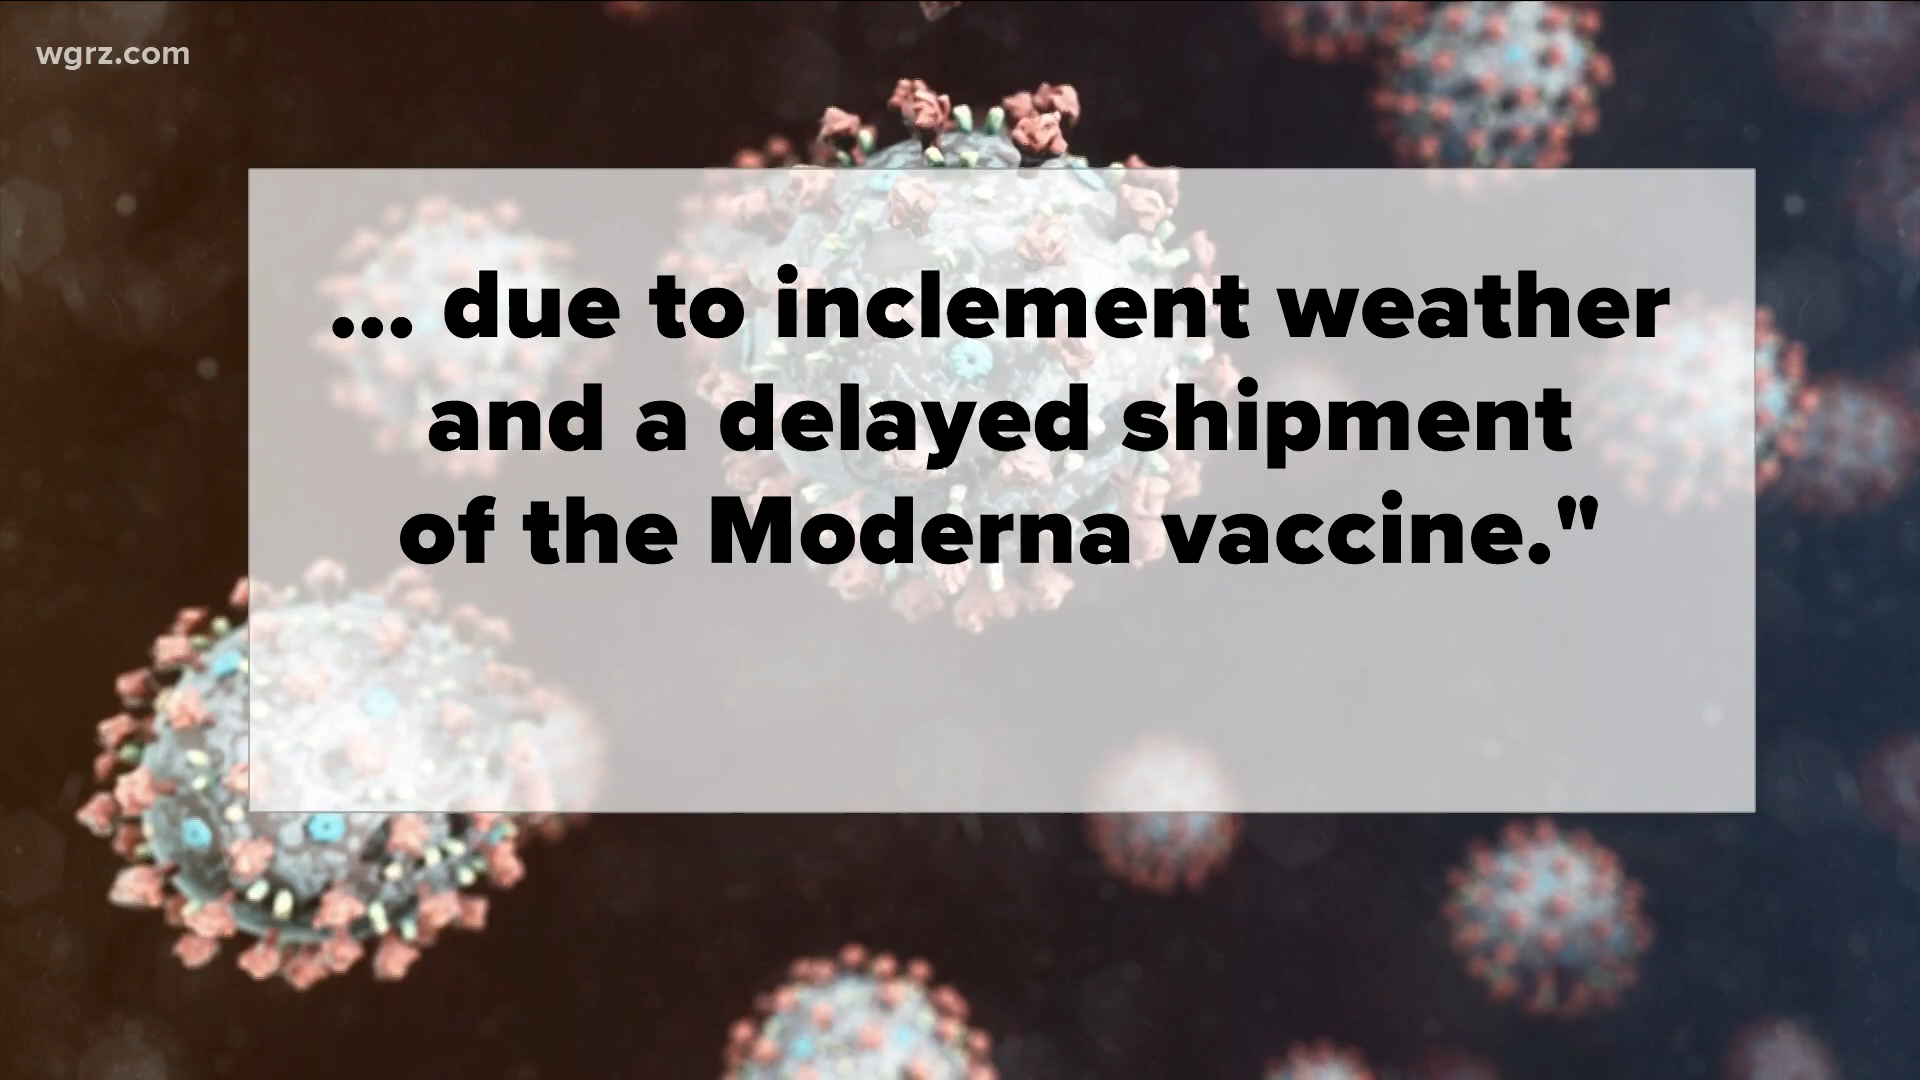 wgrz.com
... due to inclement weather
and a delayed shipment
of the Moderna vaccine."